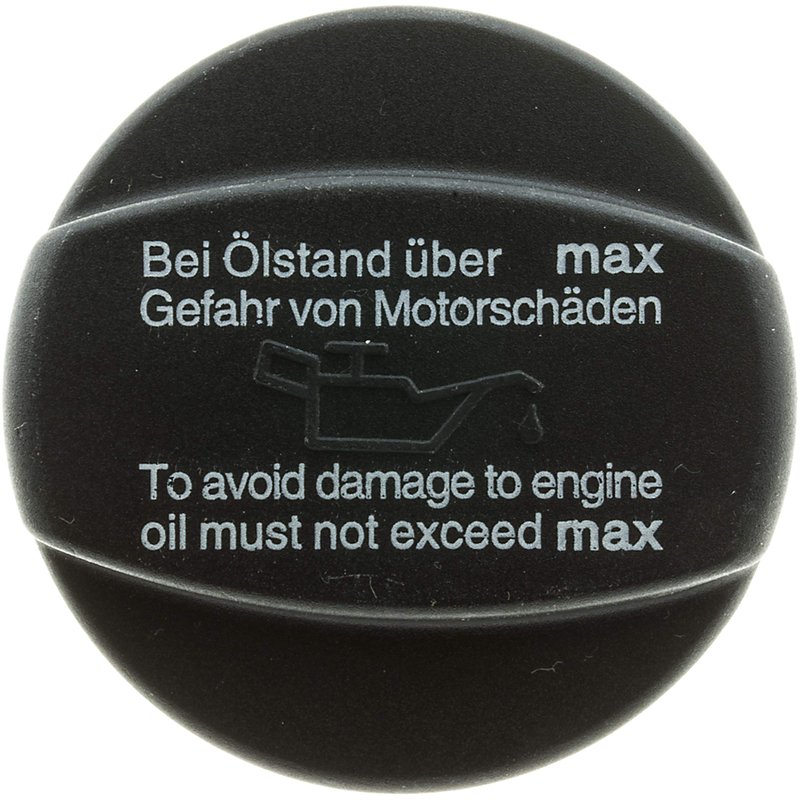 Bei Ölstand über max
Gefahr von Motorschäden
To avoid damage to engine
oil must not exceed max